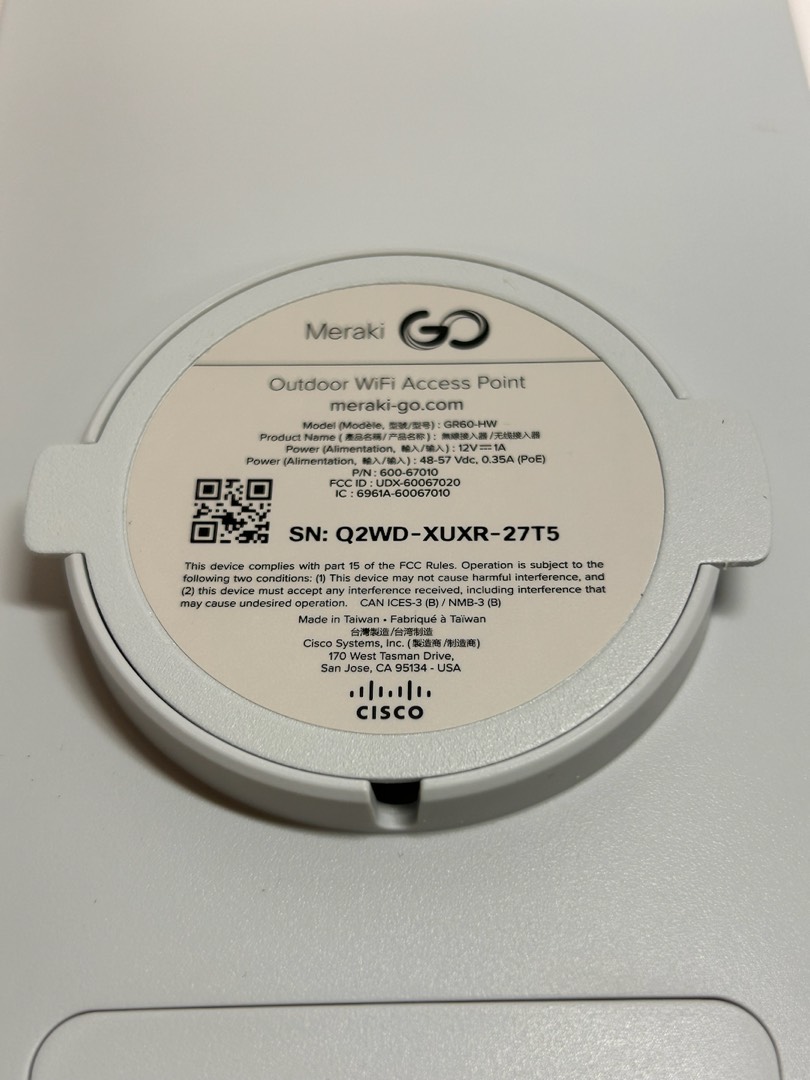 Meraki GO
Outdoor WiFi Access Point
meraki-go.com
Model (Modèle, 型號/型号) : GR60-HW
Product Name ( 產品名稱/产品名称) : 無線接入器/无线接入器
Power (Alimentation, 輸入/输入) : 12V⎓1A
Power (Alimentation, 輸入/输入) : 48-57 Vdc, 0.35A (PoE)
P/N : 600-67010
FCC ID : UDX-60067020
IC : 6961A-60067010
SN: Q2WD-XUXR-27T5
This device complies with part 15 of the FCC Rules. Operation is subject to the
following two conditions: (1) This device may not cause harmful interference, and
(2) this device must accept any interference received, including interference that
may cause undesired operation. CAN ICES-3 (B) / NMB-3 (B)
Made in Taiwan • Fabriqué à Taïwan
台灣製造/台湾制造
Cisco Systems, Inc. (製造商/制造商)
170 West Tasman Drive,
San Jose, CA 95134 - USA
CISCO